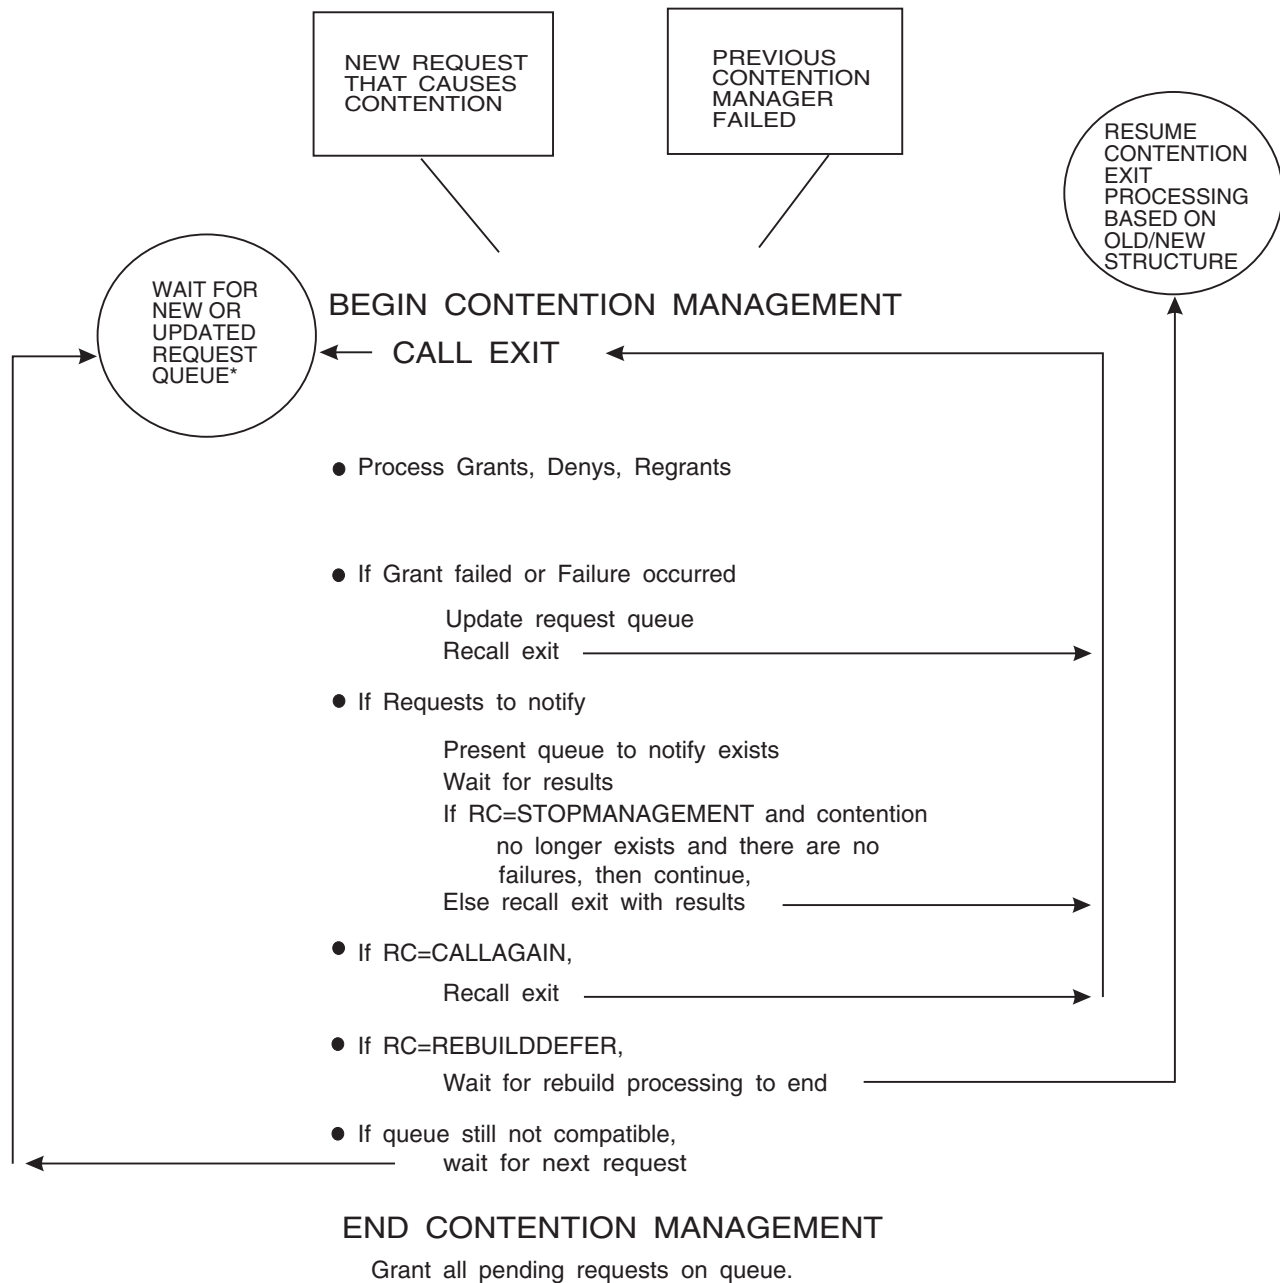 NEW REQUEST
THAT CAUSES
CONTENTION
PREVIOUS
CONTENTION
MANAGER
FAILED
RESUME
CONTENTION
EXIT
PROCESSING
BASED ON
OLD/NEW
STRUCTURE
WAIT FOR
NEW OR
UPDATED
REQUEST
QUEUE*
BEGIN CONTENTION MANAGEMENT
CALL EXIT
● Process Grants, Denys, Regrants
● If Grant failed or Failure occurred
Update request queue
Recall exit
● If Requests to notify
Present queue to notify exists
Wait for results
If RC=STOPMANAGEMENT and contention
no longer exists and there are no
failures, then continue,
Else recall exit with results
● If RC=CALLAGAIN,
Recall exit
● If RC=REBUILDDEFER,
Wait for rebuild processing to end
● If queue still not compatible,
wait for next request
END CONTENTION MANAGEMENT
Grant all pending requests on queue.